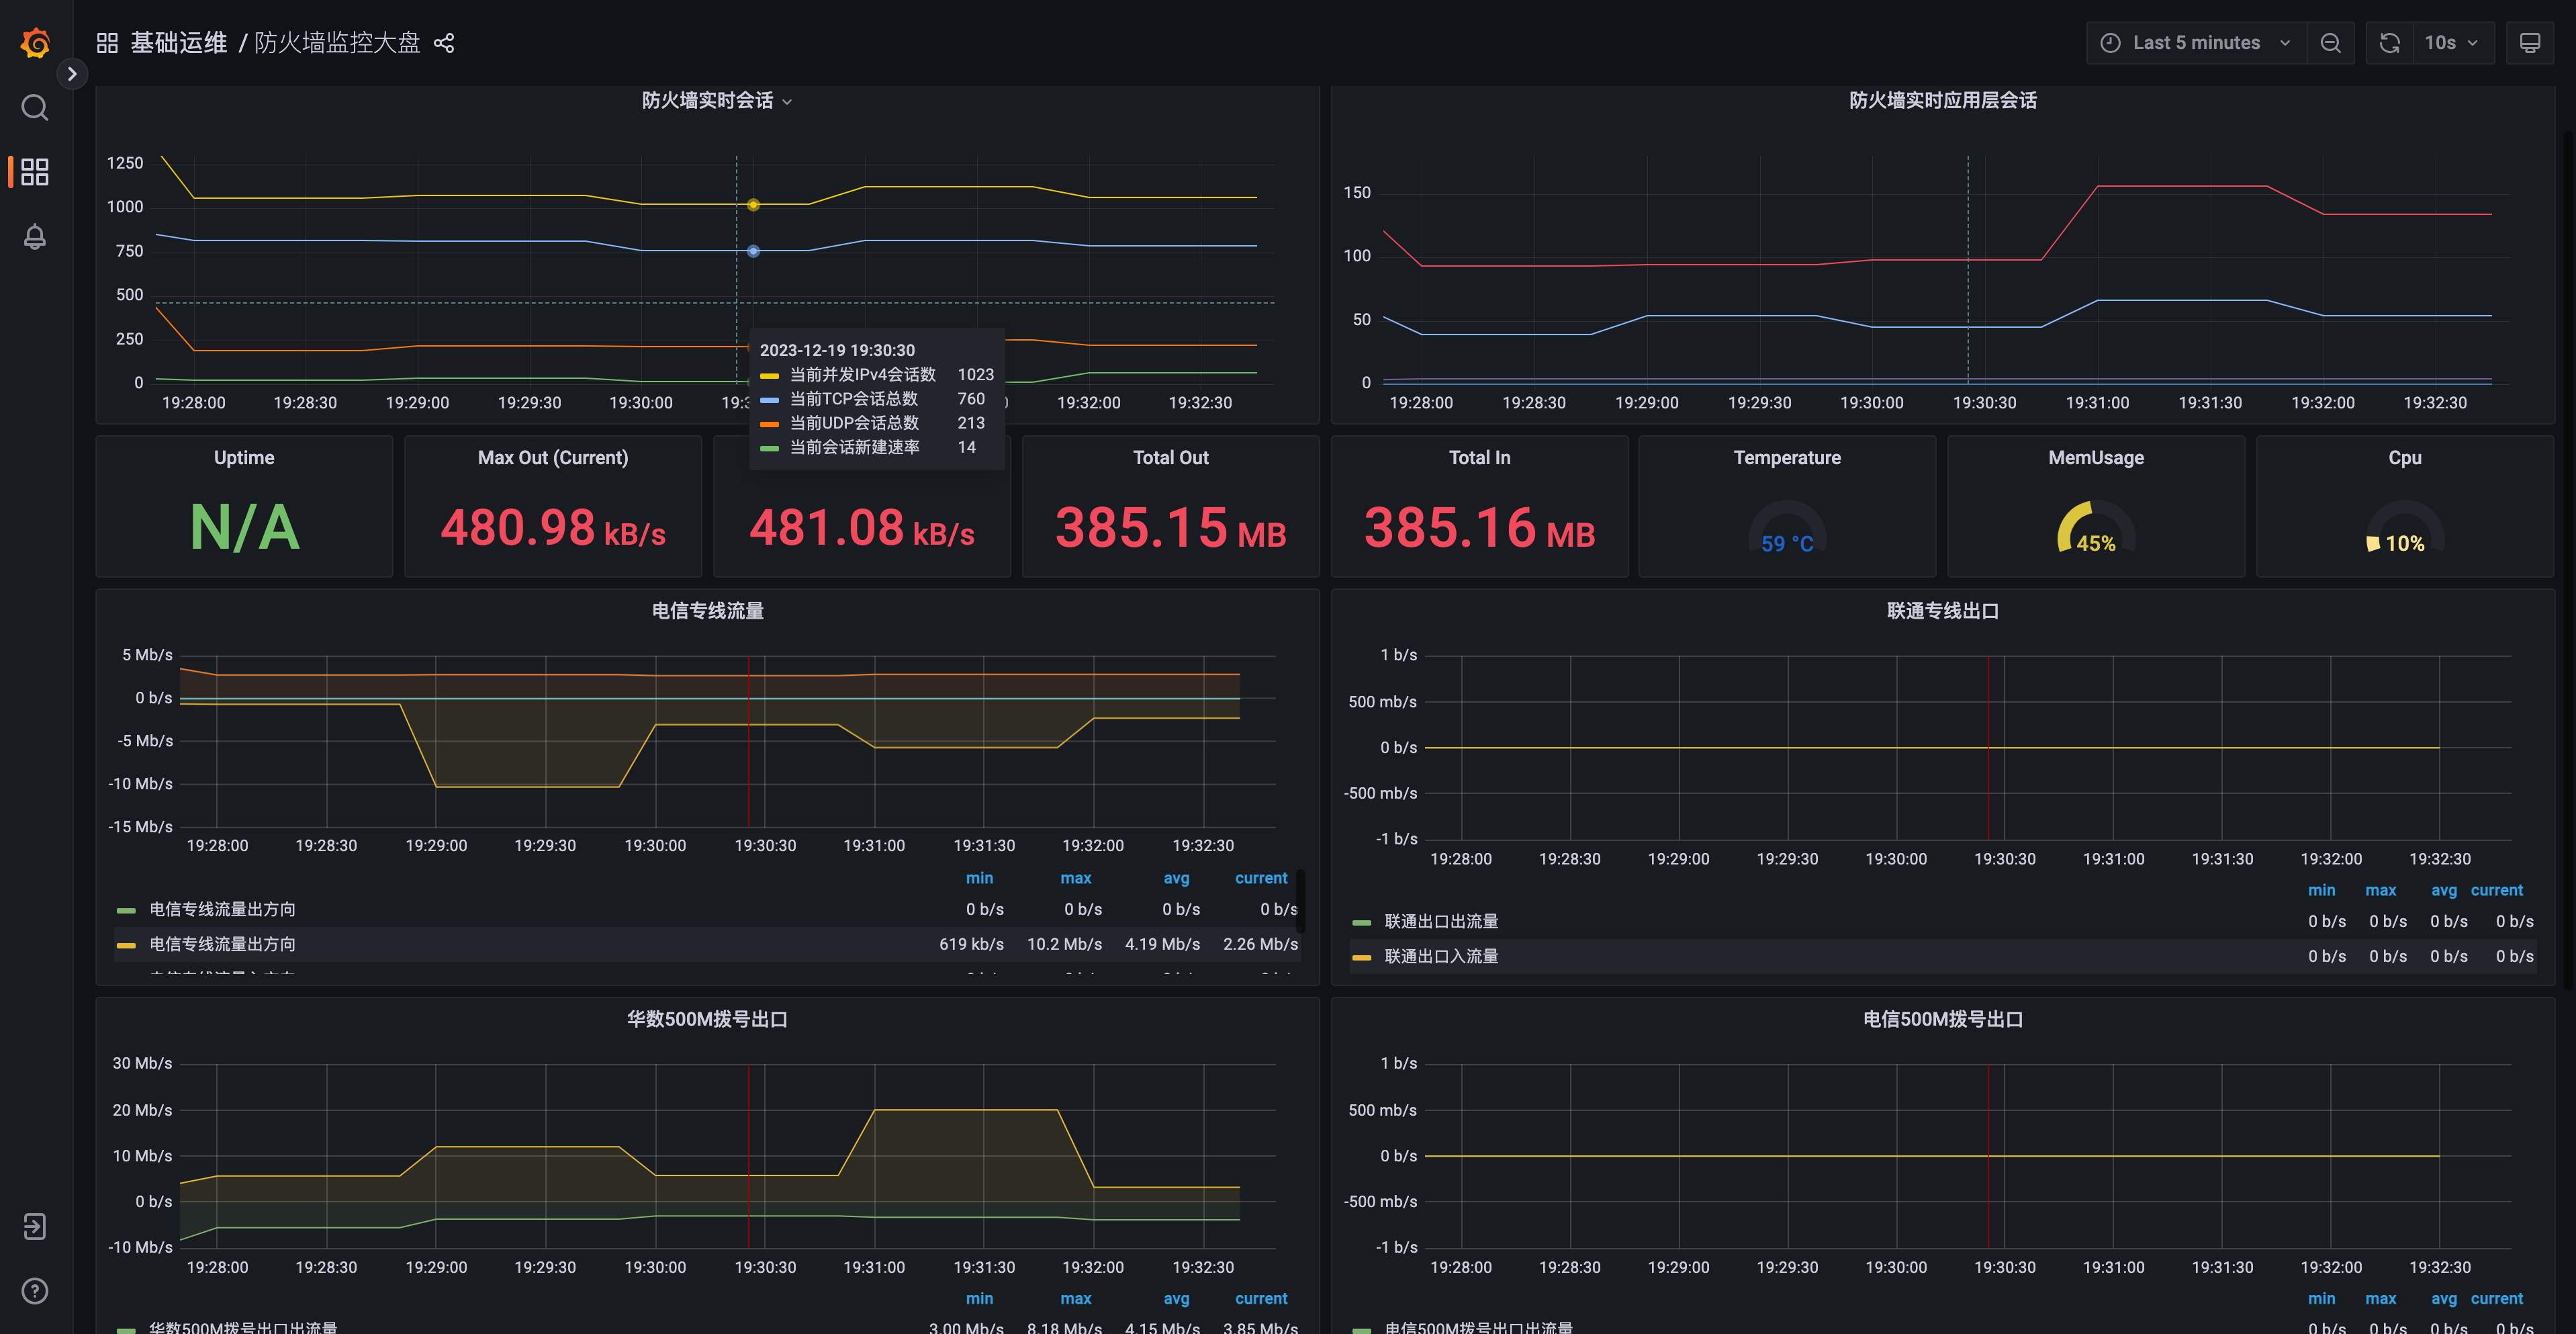 基础运维 / 防火墙监控大盘
Last 5 minutes
10s
防火墙实时会话
1250
1000
750
500
250
0
19:28:00 19:28:30 19:29:00 19:29:30 19:30:00 19:32:00 19:32:30
2023-12-19 19:30:30
当前并发IPv4会话数 1023
当前TCP会话总数 760
当前UDP会话总数 213
当前会话新建速率 14
防火墙实时应用层会话
150
100
50
0
19:28:00 19:28:30 19:29:00 19:29:30 19:30:00 19:30:30 19:31:00 19:31:30 19:32:00 19:32:30
Uptime
N/A
Max Out (Current)
480.98 kB/s
481.08 kB/s
Total Out
385.15 MB
Total In
385.16 MB
Temperature
59 °C
MemUsage
45%
Cpu
10%
电信专线流量
5 Mb/s
0 b/s
-5 Mb/s
-10 Mb/s
-15 Mb/s
19:28:00 19:28:30 19:29:00 19:29:30 19:30:00 19:30:30 19:31:00 19:31:30 19:32:00 19:32:30
min max avg current
电信专线流量出方向 0 b/s 0 b/s 0 b/s 0 b/s
电信专线流量出方向 619 kb/s 10.2 Mb/s 4.19 Mb/s 2.26 Mb/s
联通专线出口
1 b/s
500 mb/s
0 b/s
-500 mb/s
-1 b/s
19:28:00 19:28:30 19:29:00 19:29:30 19:30:00 19:30:30 19:31:00 19:31:30 19:32:00 19:32:30
min max avg current
联通出口出流量 0 b/s 0 b/s 0 b/s 0 b/s
联通出口入流量 0 b/s 0 b/s 0 b/s 0 b/s
华数500M拨号出口
30 Mb/s
20 Mb/s
10 Mb/s
0 b/s
-10 Mb/s
19:28:00 19:28:30 19:29:00 19:29:30 19:30:00 19:30:30 19:31:00 19:31:30 19:32:00 19:32:30
min max avg current
华数500M拨号出口出流量 3.00 Mb/s 8.18 Mb/s 4.15 Mb/s 3.85 Mb/s
电信500M拨号出口
1 b/s
500 mb/s
0 b/s
-500 mb/s
-1 b/s
19:28:00 19:28:30 19:29:00 19:29:30 19:30:00 19:30:30 19:31:00 19:31:30 19:32:00 19:32:30
min max avg current
电信500M拨号出口出流量 0 b/s 0 b/s 0 b/s 0 b/s